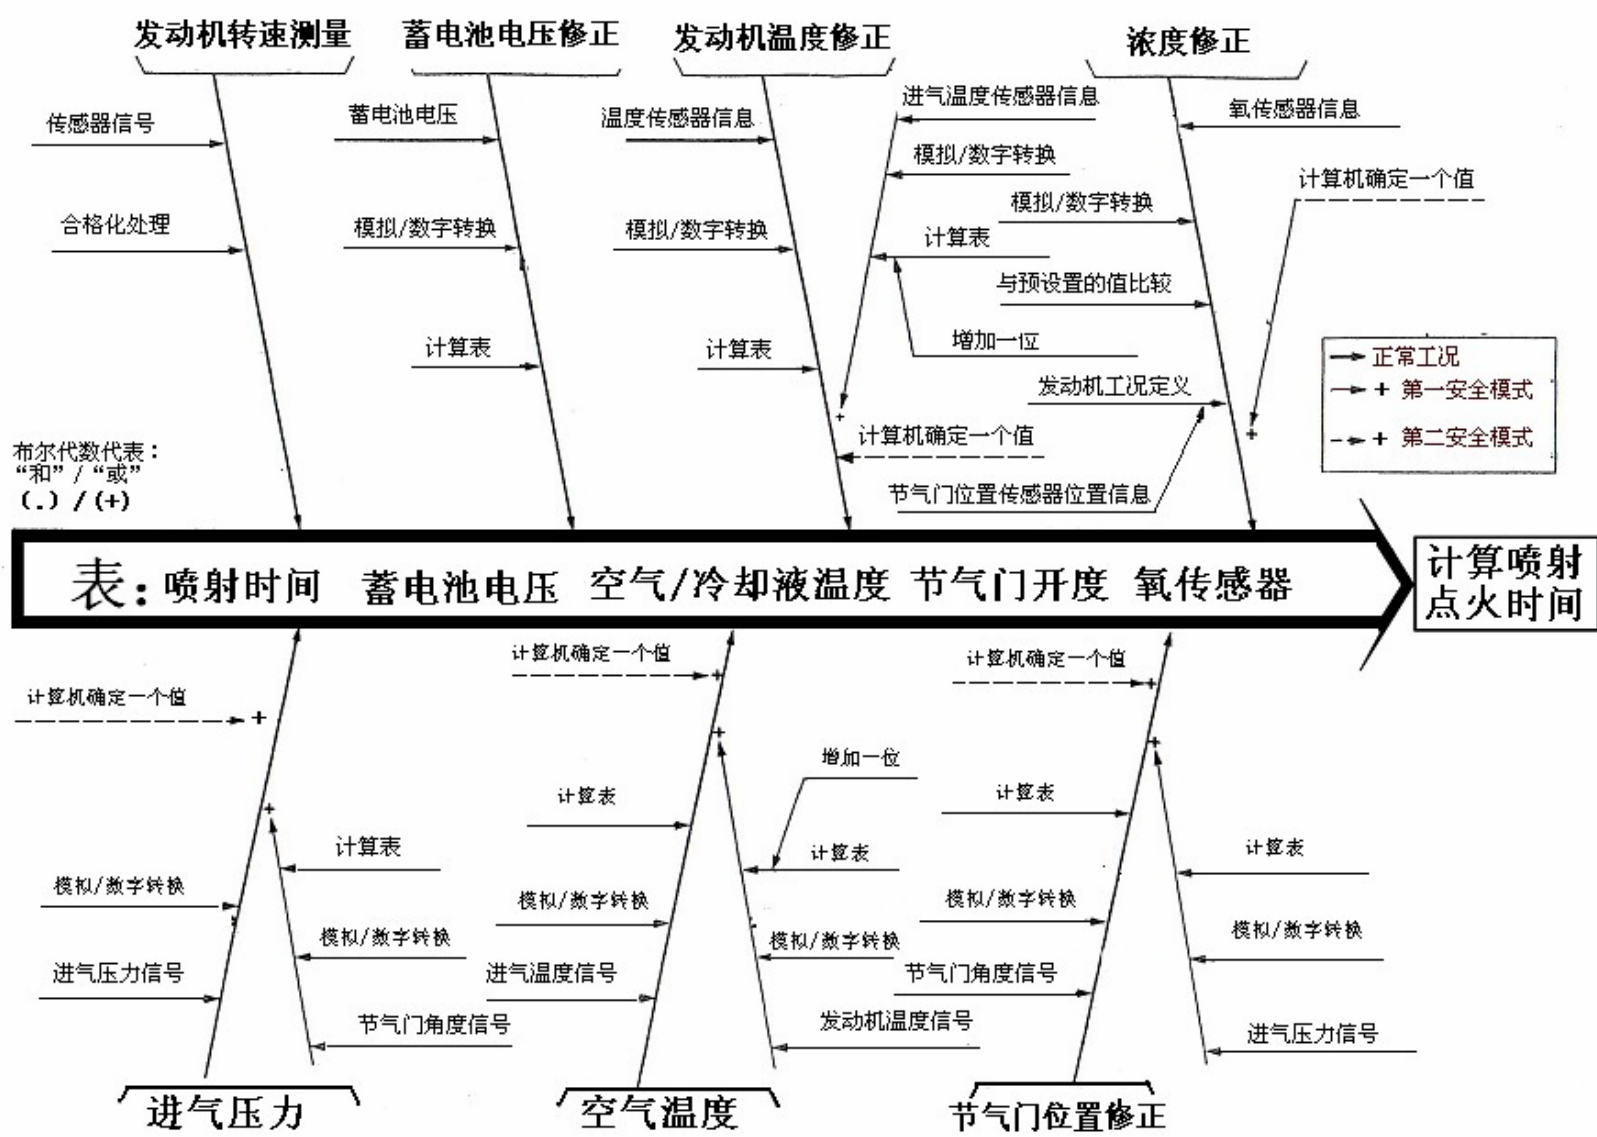 发动机转速测量
蓄电池电压修正
发动机温度修正
浓度修正
传感器信号
合格化处理
蓄电池电压
模拟/数字转换
计算表
温度传感器信息
模拟/数字转换
计算表
进气温度传感器信息
模拟/数字转换
计算表
增加一位
+
计算机确定一个值
氧传感器信息
模拟/数字转换
与预设置的值比较
发动机工况定义
节气门位置传感器位置信息
计算机确定一个值
+
正常工况
+ 第一安全模式
+ 第二安全模式
布尔代数代表：
“和” / “或”
(.) / (+)
表：喷射时间 蓄电池电压 空气/冷却液温度 节气门开度 氧传感器
计算喷射
点火时间
计算机确定一个值
+
+
计算表
模拟/数字转换
模拟/数字转换
进气压力信号
节气门角度信号
进气压力
计算机确定一个值
+
+
增加一位
计算表
计算表
模拟/数字转换
模拟/数字转换
进气温度信号
发动机温度信号
空气温度
计算机确定一个值
+
+
计算表
计算表
模拟/数字转换
模拟/数字转换
节气门角度信号
进气压力信号
节气门位置修正